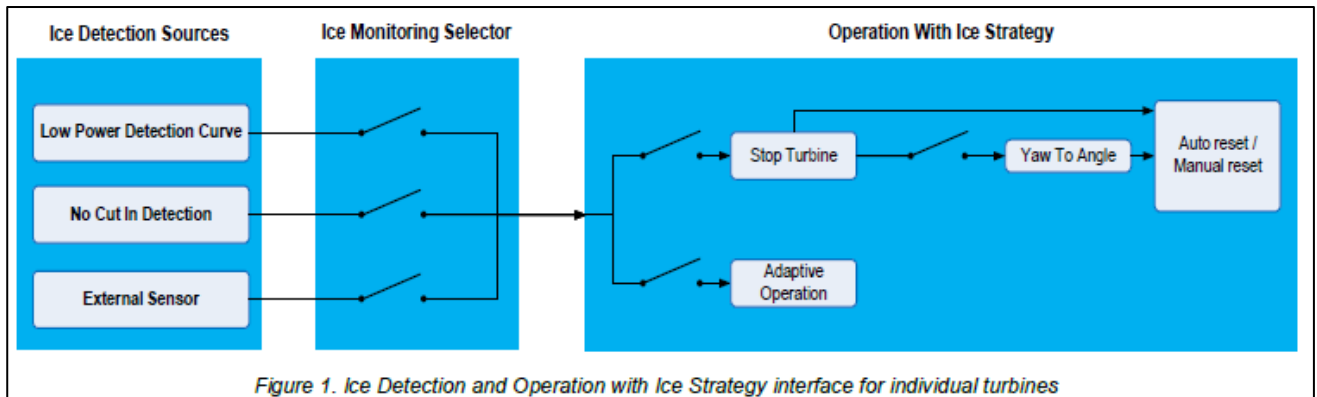 Ice Detection Sources
Ice Monitoring Selector
Operation With Ice Strategy
Low Power Detection Curve
No Cut In Detection
External Sensor
Stop Turbine
Yaw To Angle
Auto reset /
Manual reset
Adaptive
Operation
Figure 1. Ice Detection and Operation with Ice Strategy interface for individual turbines